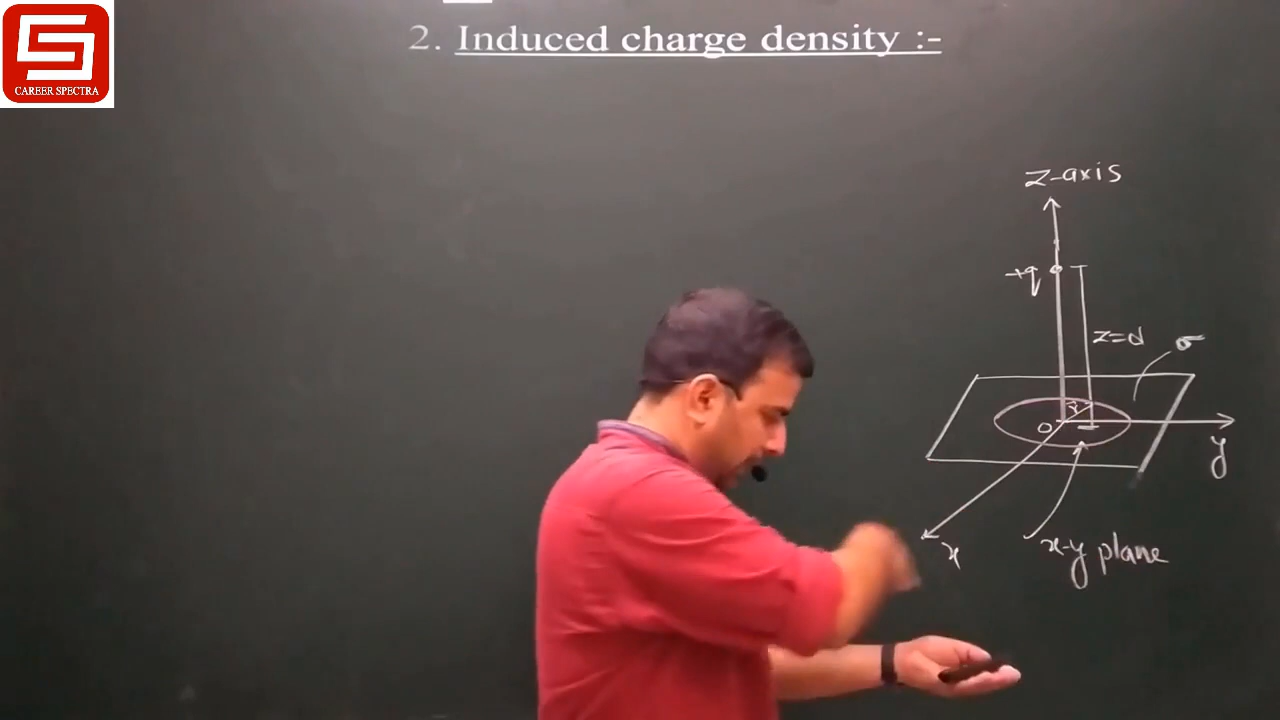 CAREER SPECTRA
2. Induced charge density :-
z-axis
+q
z=d
σ
O
y
x
x-y plane